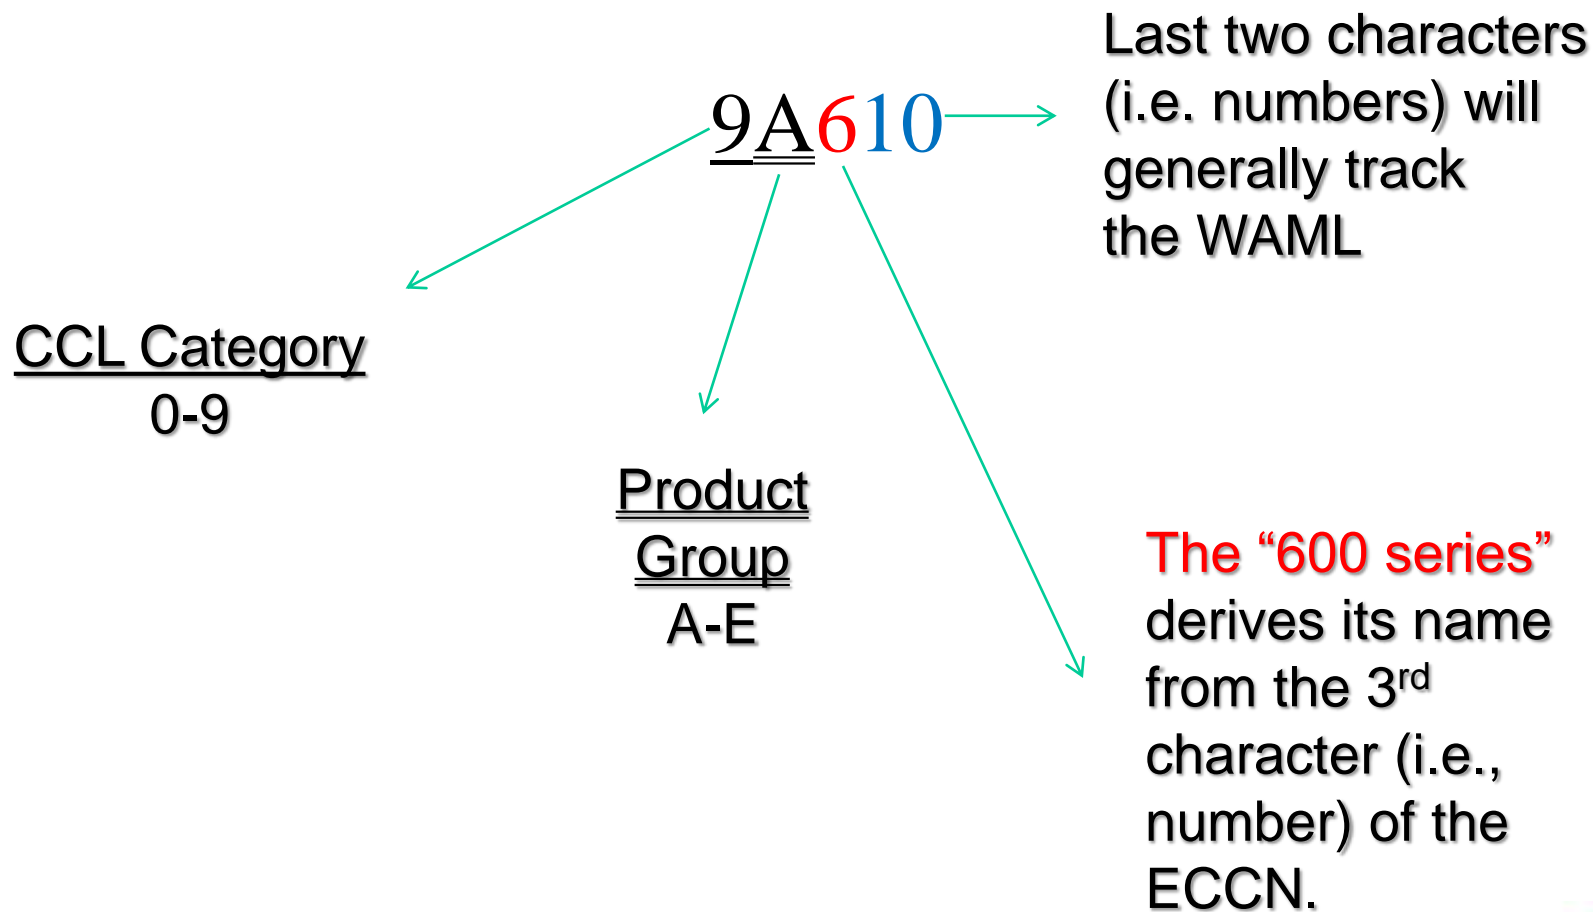 9A610
Last two characters
(i.e. numbers) will
generally track
the WAML
CCL Category
0-9
Product
Group
A-E
The “600 series”
derives its name
from the 3rd
character (i.e.,
number) of the
ECCN.